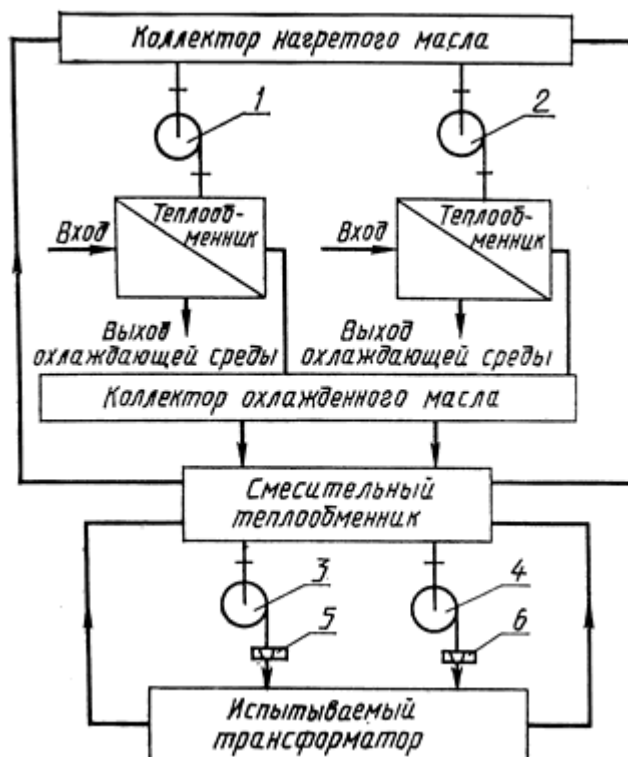 Коллектор нагретого масла
1
2
Теплооб-
менник
Теплооб-
менник
Вход
Вход
Выход
охлаждающей среды
Выход
охлаждающей среды
Коллектор охлажденного масла
Смесительный
теплообменник
3
4
5
6
Испытываемый
трансформатор